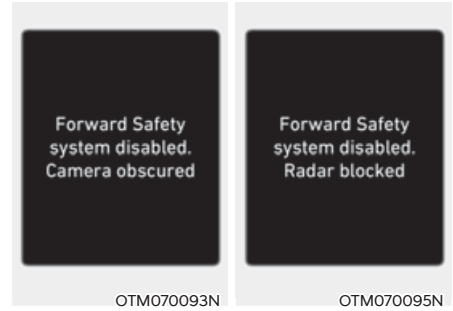 Forward Safety
system disabled.
Camera obscured
OTM070093N
Forward Safety
system disabled.
Radar blocked
OTM070095N